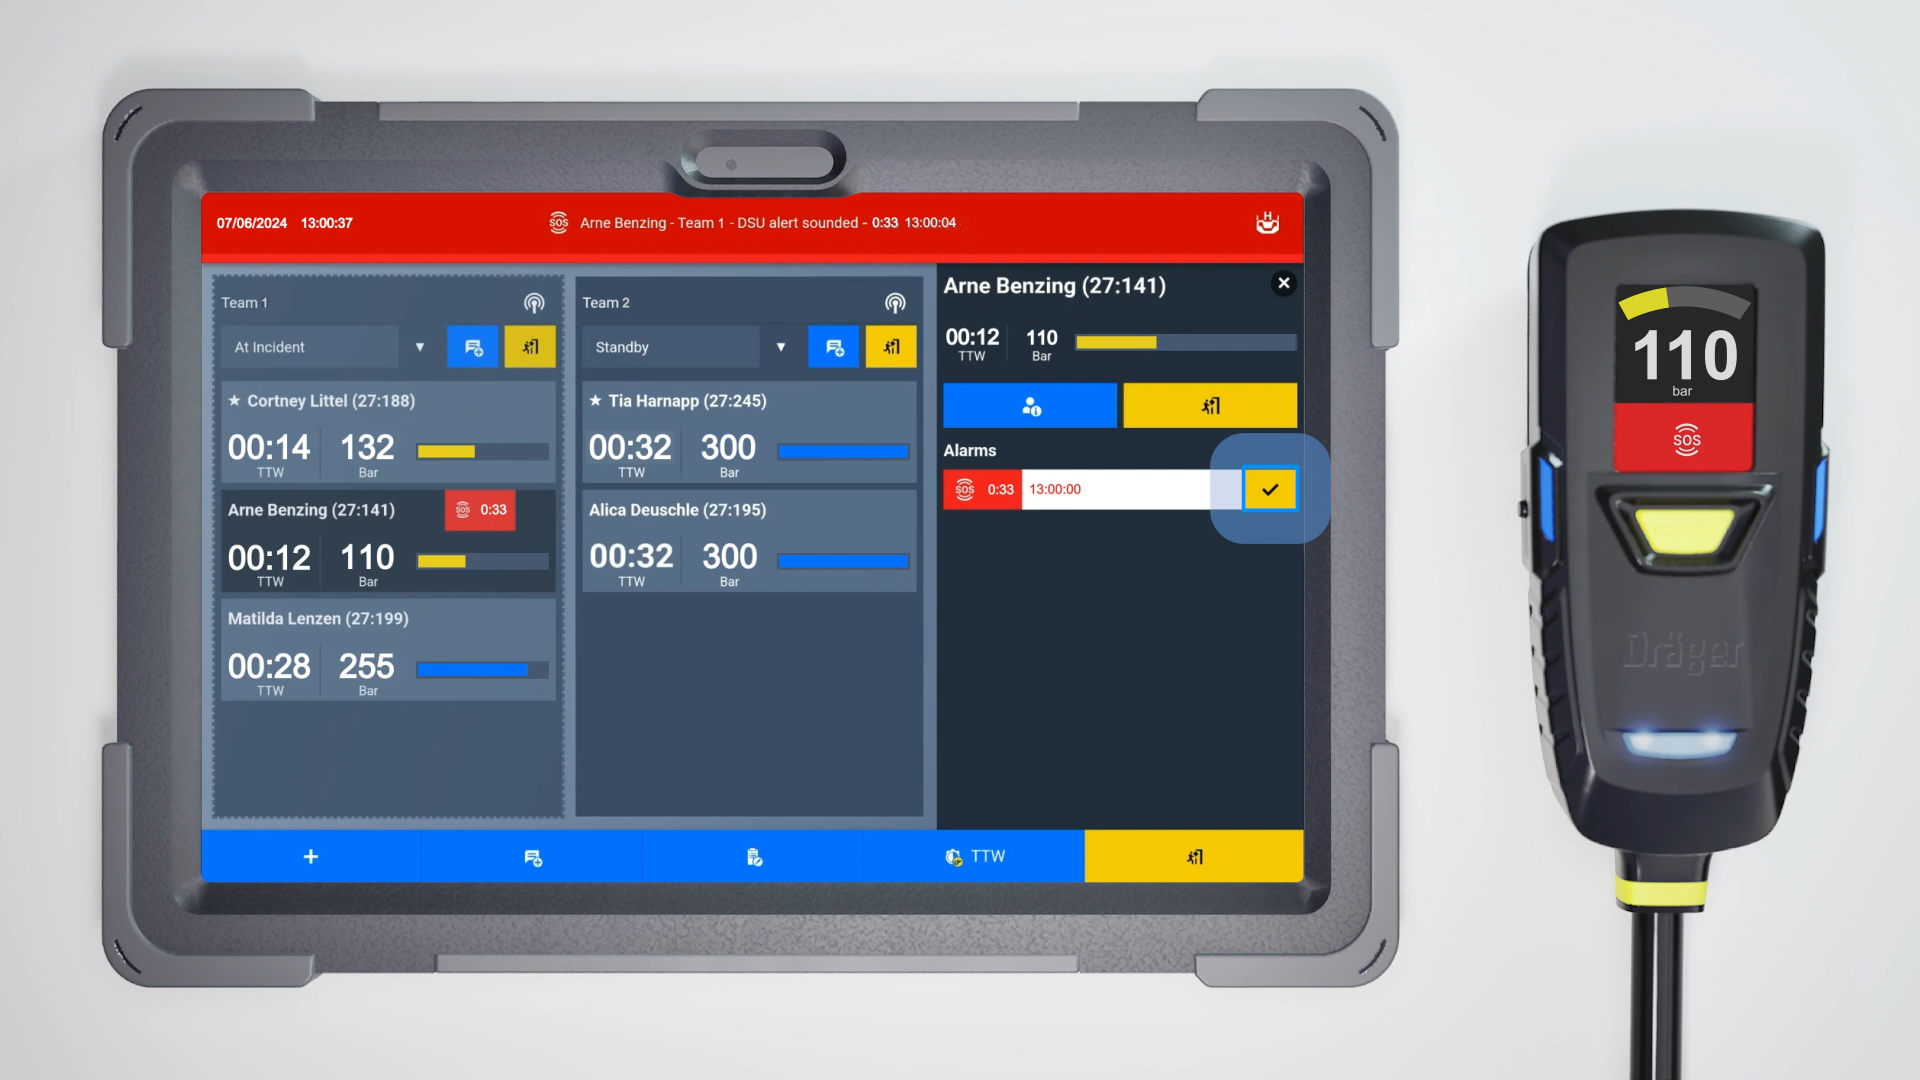 07/06/2024 13:00:37
SOS Arne Benzing - Team 1 - DSU alert sounded - 0:33 13:00:04
Team 1
At Incident
★ Cortney Littel (27:188)
00:14 132
TTW Bar
Arne Benzing (27:141) SOS 0:33
00:12 110
TTW Bar
Matilda Lenzen (27:199)
00:28 255
TTW Bar
Team 2
Standby
★ Tia Harnapp (27:245)
00:32 300
TTW Bar
Alica Deuschle (27:195)
00:32 300
TTW Bar
Arne Benzing (27:141)
00:12 110
TTW Bar
Alarms
SOS 0:33 13:00:00
+ TTW
110
bar
SOS
Dräger